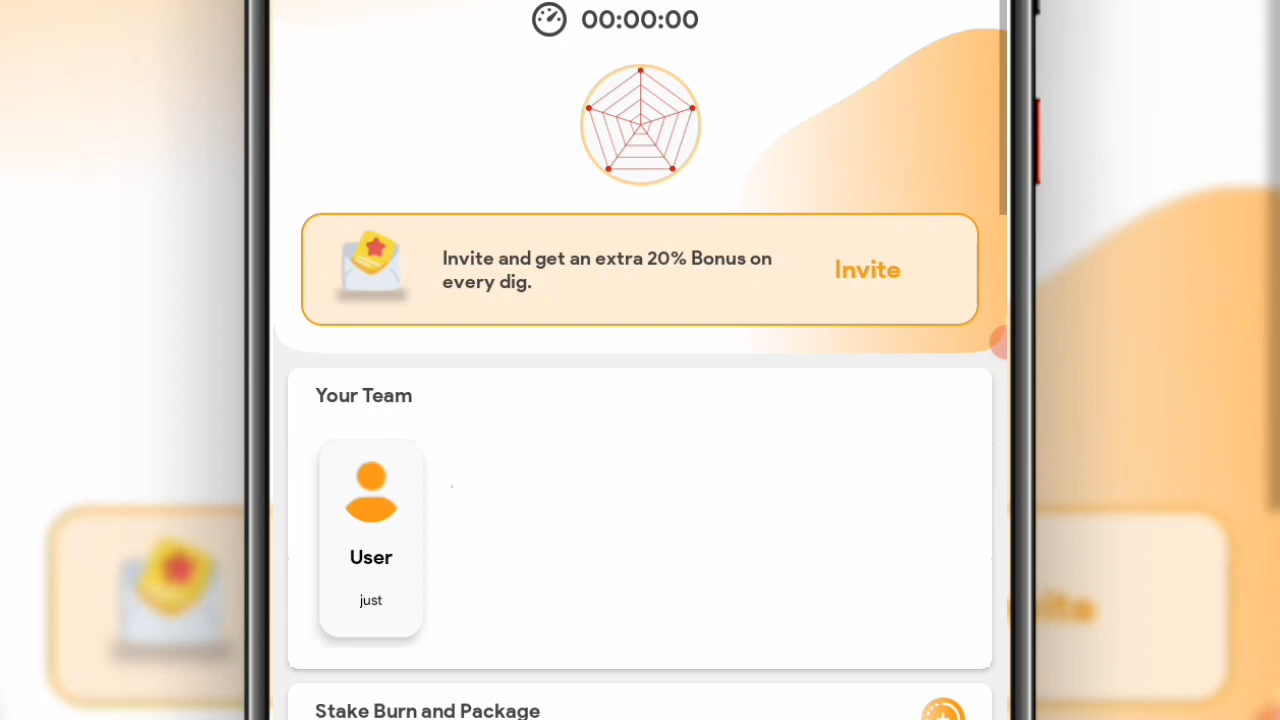 00:00:00
Invite and get an extra 20% Bonus on
every dig.
Invite
Your Team
User
just
Stake Burn and Package